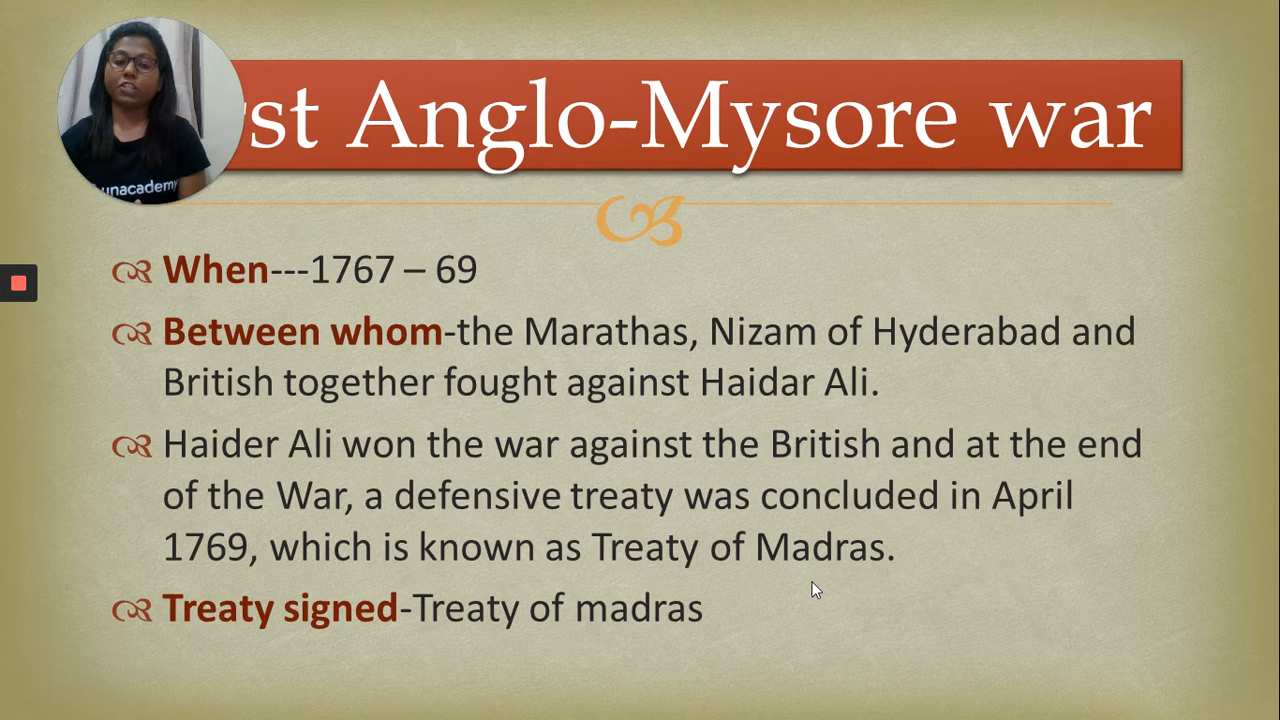 unacademy
rst Anglo-Mysore war
When---1767 – 69
Between whom-the Marathas, Nizam of Hyderabad and
British together fought against Haidar Ali.
Haider Ali won the war against the British and at the end
of the War, a defensive treaty was concluded in April
1769, which is known as Treaty of Madras.
Treaty signed-Treaty of madras